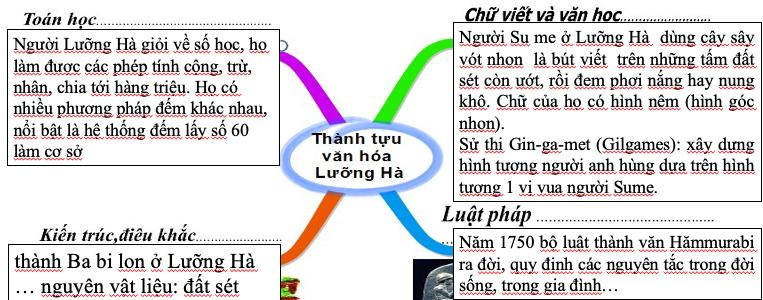 Toán học
Người Lưỡng Hà giỏi về số học, họ
làm được các phép tính cộng, trừ,
nhân, chia tới hàng triệu. Họ có
nhiều phương pháp đếm khác nhau,
nổi bật là hệ thống đếm lấy số 60
làm cơ sở
Chữ viết và văn học
Người Su me ở Lưỡng Hà dùng cây sậy
vót nhọn là bút viết trên những tấm đất
sét còn ướt, rồi đem phơi nắng hay nung
khô. Chữ của họ có hình nêm (hình góc
nhọn).
Sử thi Gin-ga-met (Gilgames): xây dựng
hình tượng người anh hùng dựa trên hình
tượng 1 vị vua người Sume.
Thành tựu
văn hóa
Lưỡng Hà
Kiến trúc,điêu khắc
thành Ba bi lon ở Lưỡng Hà
… nguyên vật liệu: đất sét
Luật pháp
Năm 1750 bộ luật thành văn Hămmurabi
ra đời, quy định các nguyên tắc trong đời
sống, trong gia đình…